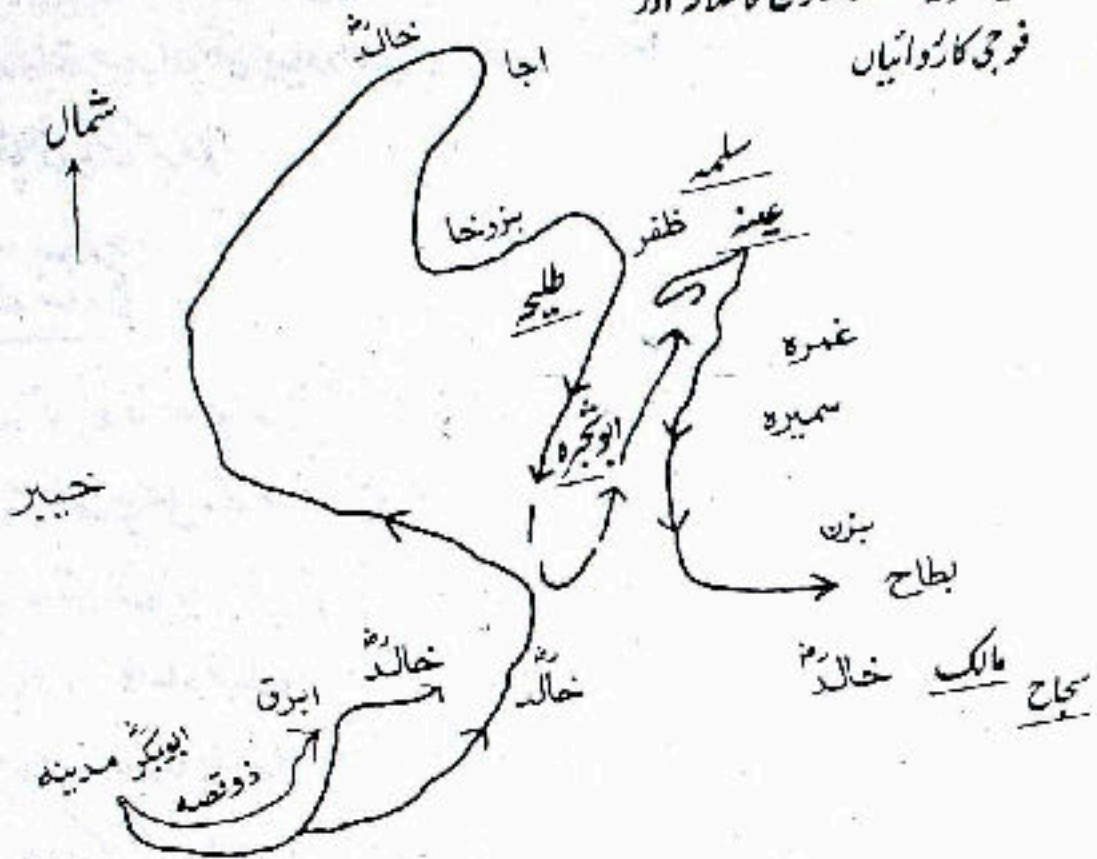 فوجی کارروائیاں
خالدؓ
اجا
شمال
سلمہ
عینہ
ظفر
بزوخا
طلیحہ
غمرہ
سمیرہ
ابوشجرہ
خیبر
بزن
بطاح
خالدؓ
ابرق
خالدؓ
خالدؓ
مالک
سجاح
ابوبکرؓ مدینہ
ذوقصہ